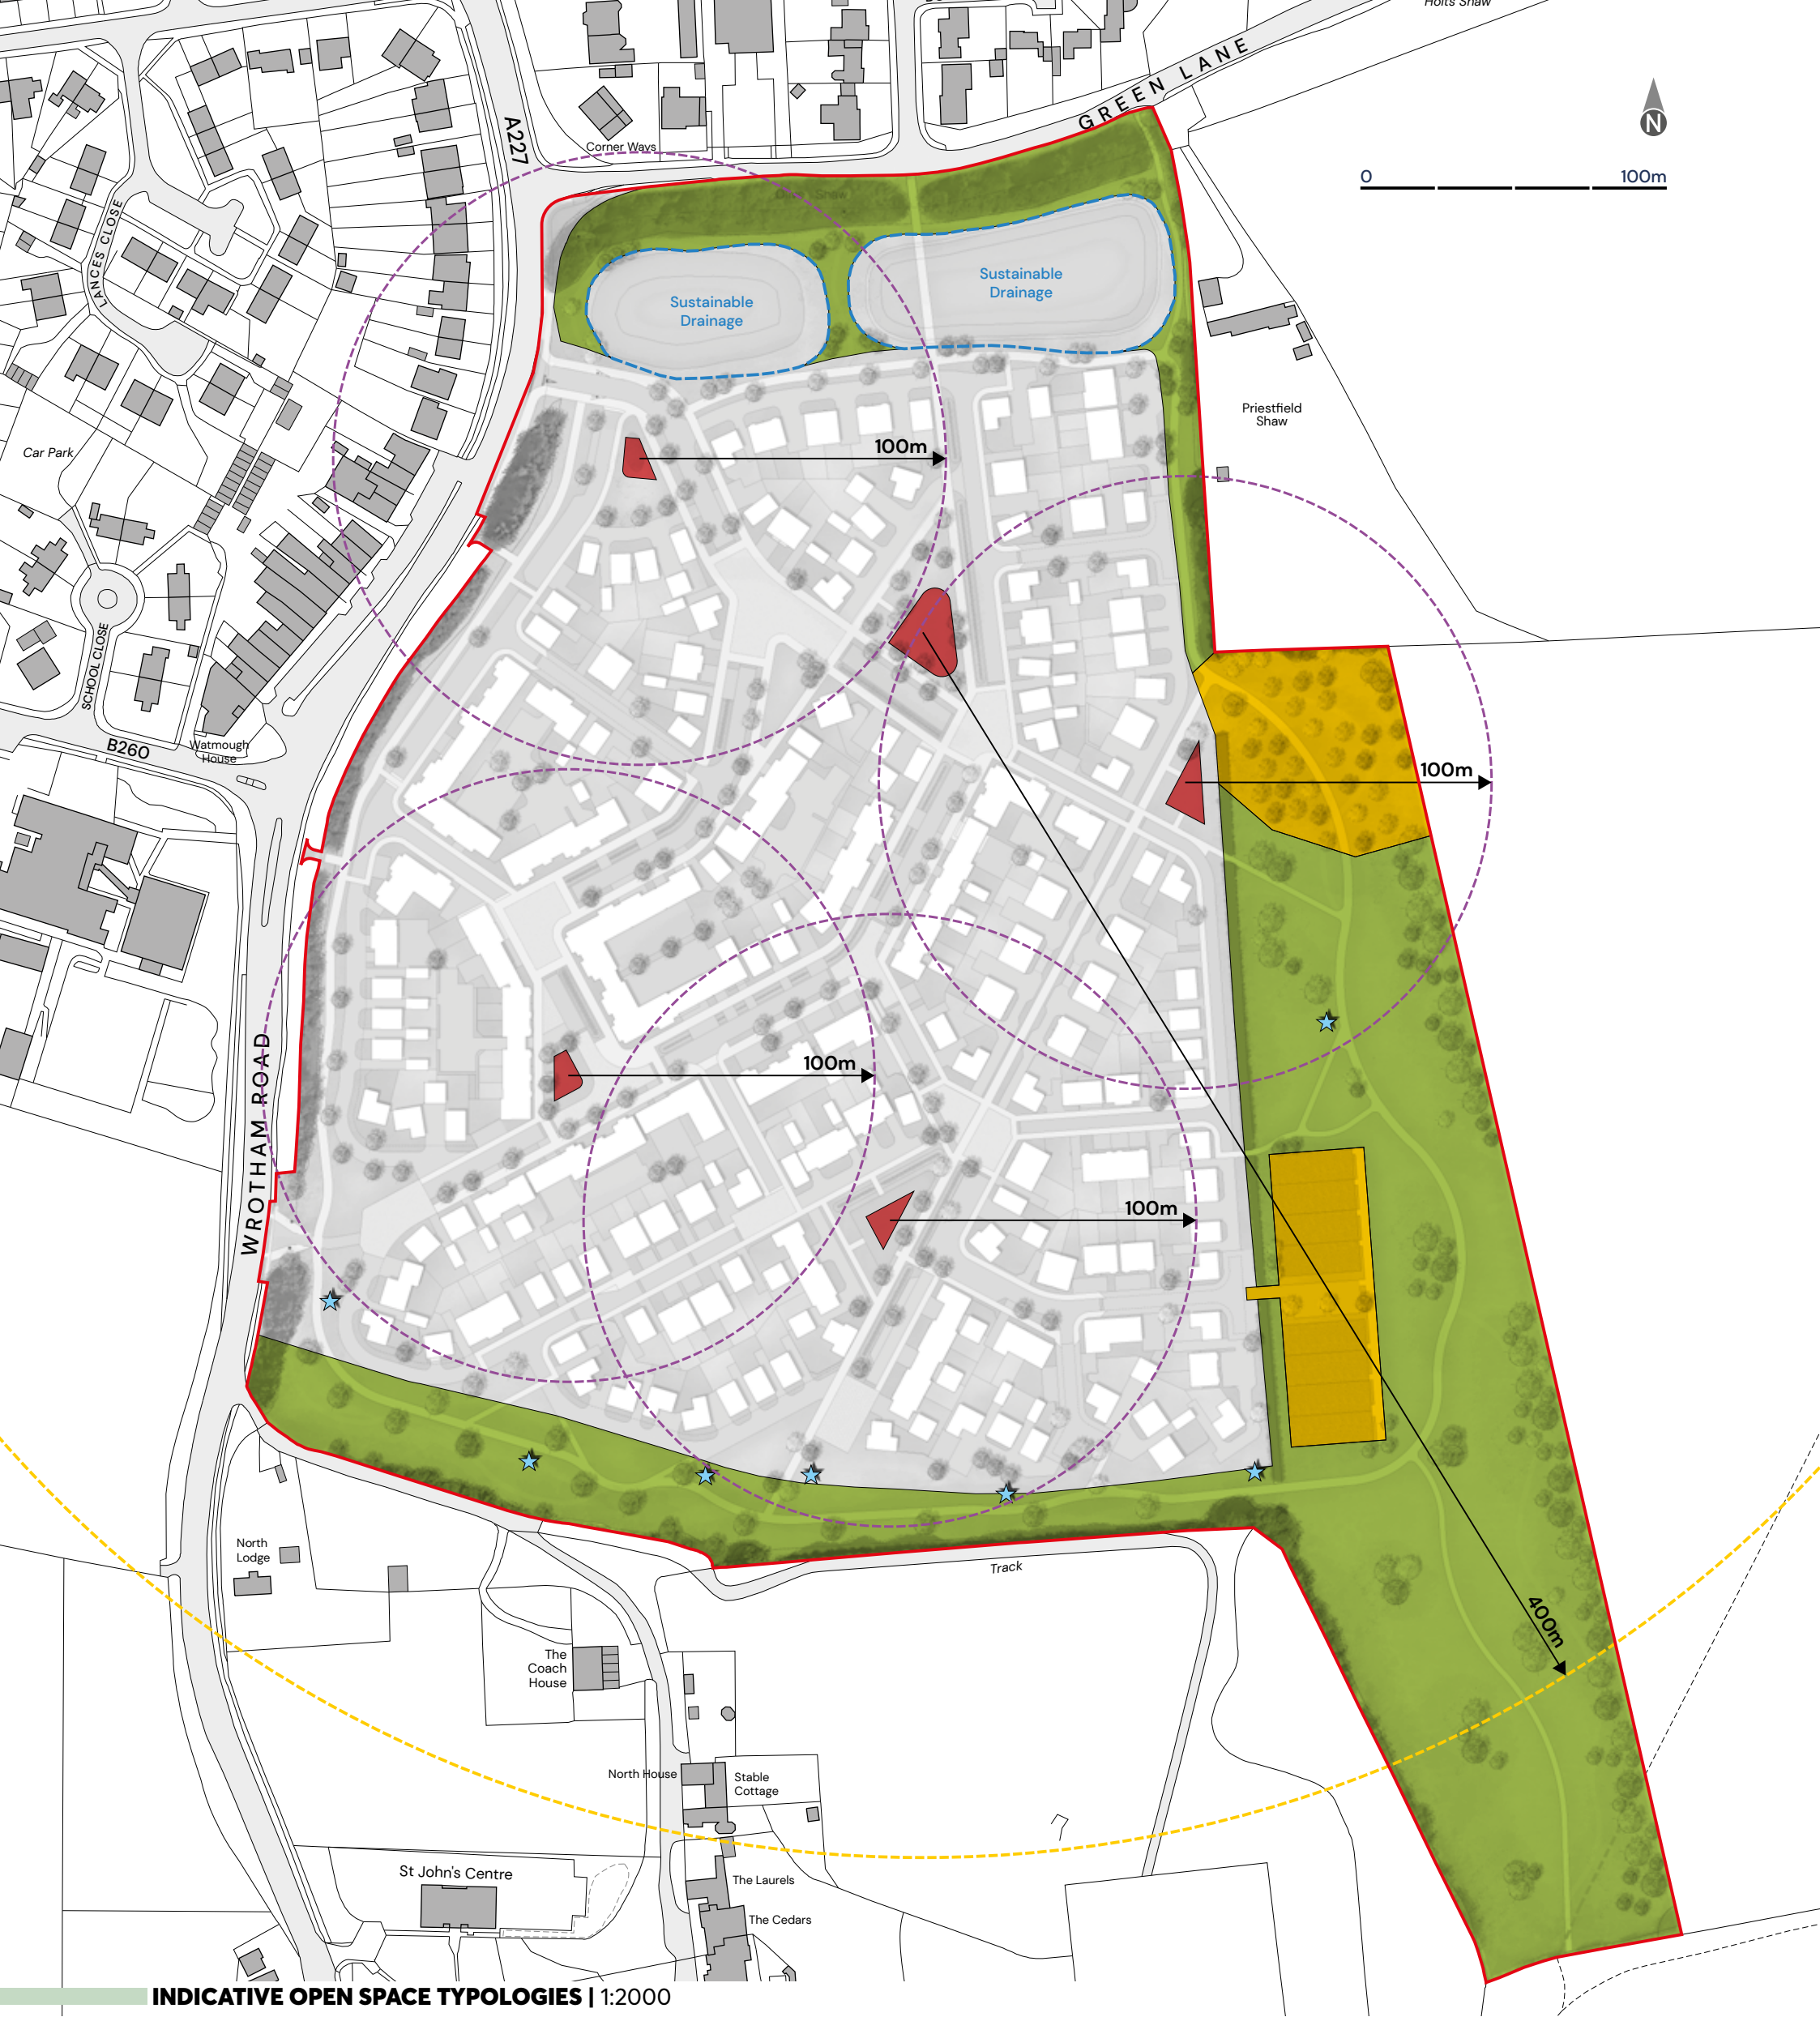 Holts Shaw
GREEN LANE
A227
Corner Ways
N
0
100m
LANCES CLOSE
Sustainable
Drainage
Sustainable
Drainage
Priestfield
Shaw
Car Park
100m
SCHOOL CLOSE
B260
Watmough
House
100m
WROTHAM ROAD
100m
100m
North
Lodge
Track
400m
The
Coach
House
North House
Stable
Cottage
St John's Centre
The Laurels
The Cedars
INDICATIVE OPEN SPACE TYPOLOGIES | 1:2000